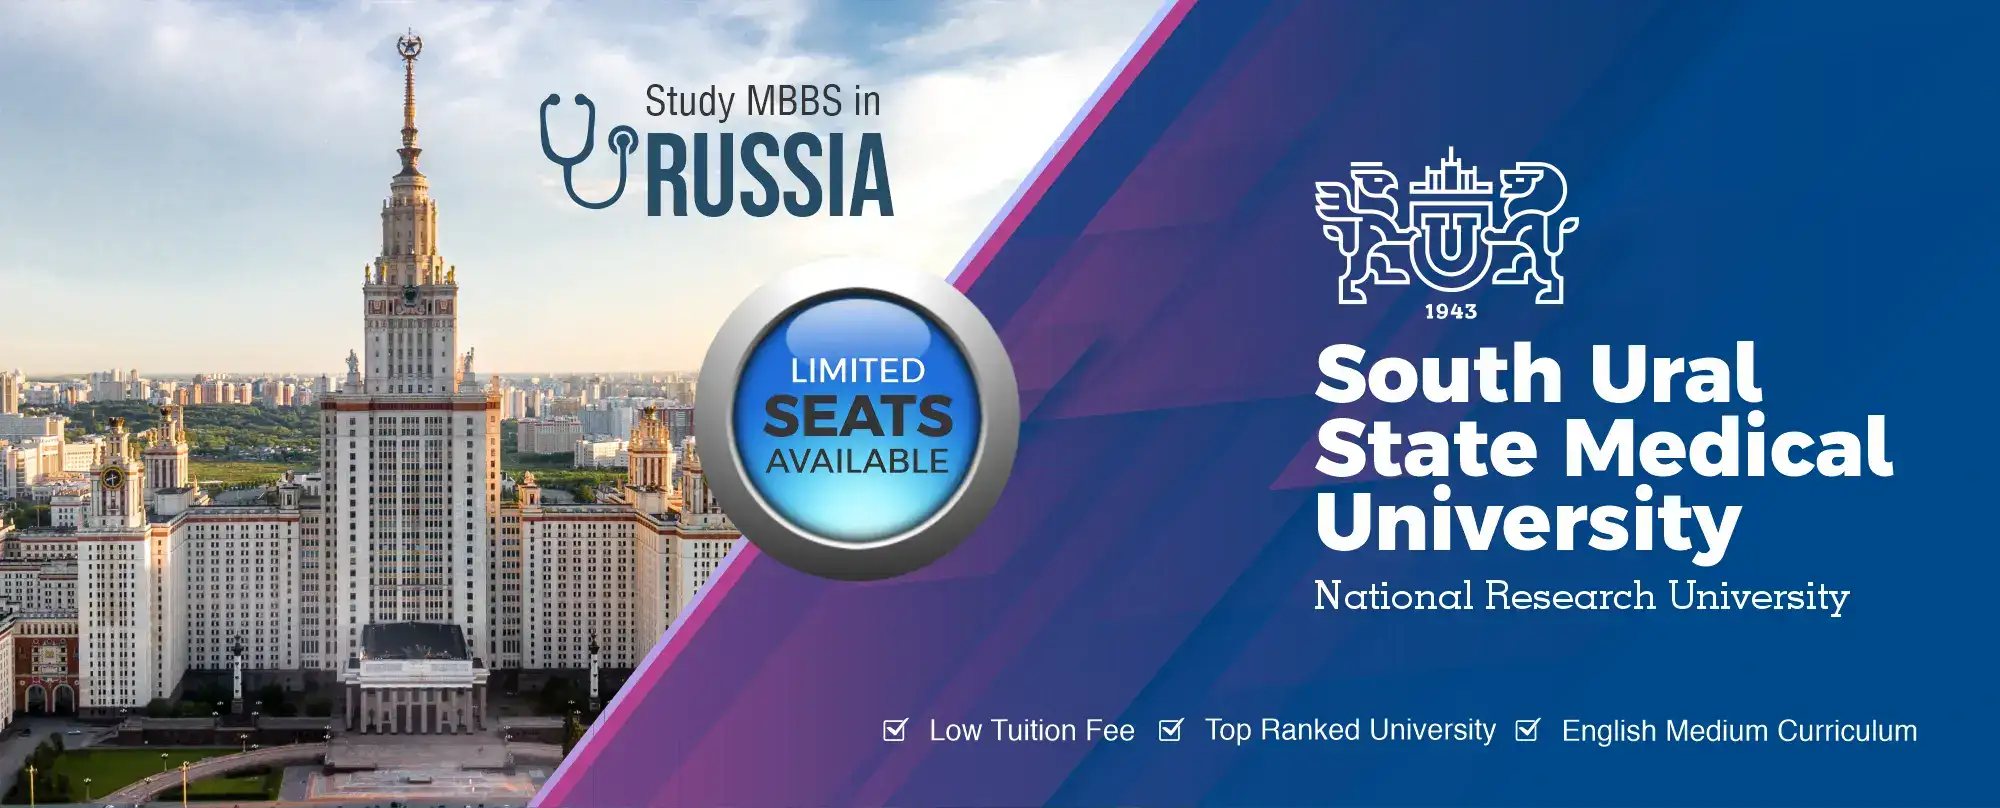 Study MBBS in
RUSSIA
LIMITED
SEATS
AVAILABLE
U
1943
South Ural
State Medical
University
National Research University
Low Tuition Fee
Top Ranked University
English Medium Curriculum